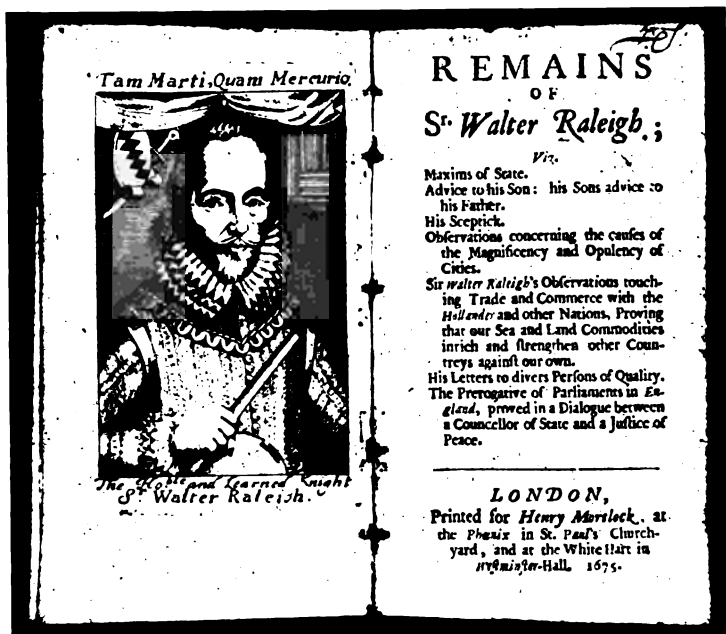 Tam Marti, Quam Mercurio
The Noble and Learned Knight
Sr. Walter Raleigh.
REMAINS
OF
Sr. Walter Raleigh;
Viz.
Maxims of State.
Advice to his Son: his Sons advice to
his Father.
His Sceptick.
Obſervations concerning the cauſes of
the Magnificency and Opulency of
Cities.
Sir Walter Raleigh's Obſervations touch-
ing Trade and Commerce with the
Hollander and other Nations, Proving
that our Sea and Land Commodities
inrich and ſtrengthen other Coun-
treys againſt our own.
His Letters to divers Perſons of Quality.
The Prerogative of Parliaments in En-
gland, proved in a Dialogue between
a Councellor of State and a Juſtice of
Peace.
LONDON,
Printed for Henry Mortlock, at
the Phœnix in St. Paul's Church-
yard, and at the White Hart in
Weſtminſter-Hall. 1675.